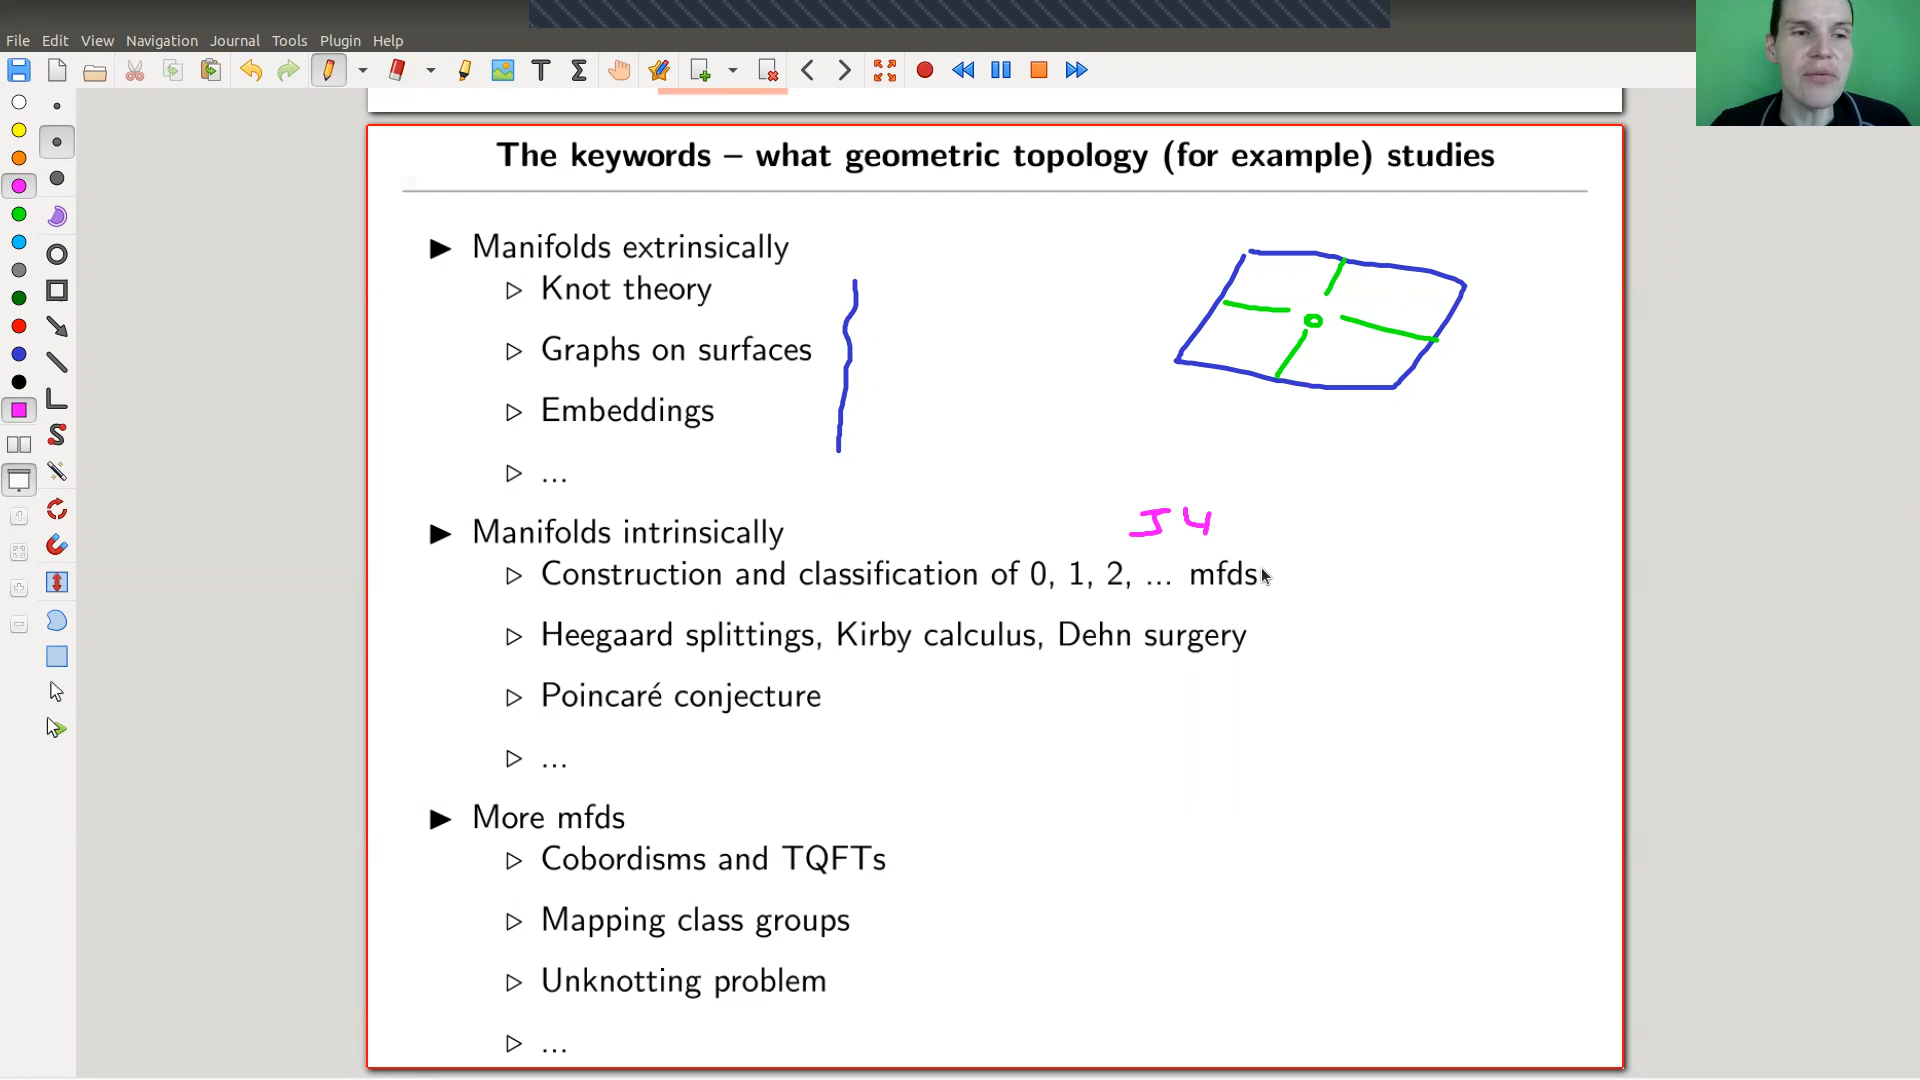 File Edit View Navigation Journal Tools Plugin Help
The keywords – what geometric topology (for example) studies
▶ Manifolds extrinsically
▷ Knot theory
▷ Graphs on surfaces
▷ Embeddings
▷ ...
▶ Manifolds intrinsically
▷ Construction and classification of 0, 1, 2, ... mfds
▷ Heegaard splittings, Kirby calculus, Dehn surgery
▷ Poincaré conjecture
▷ ...
▶ More mfds
▷ Cobordisms and TQFTs
▷ Mapping class groups
▷ Unknotting problem
▷ ...